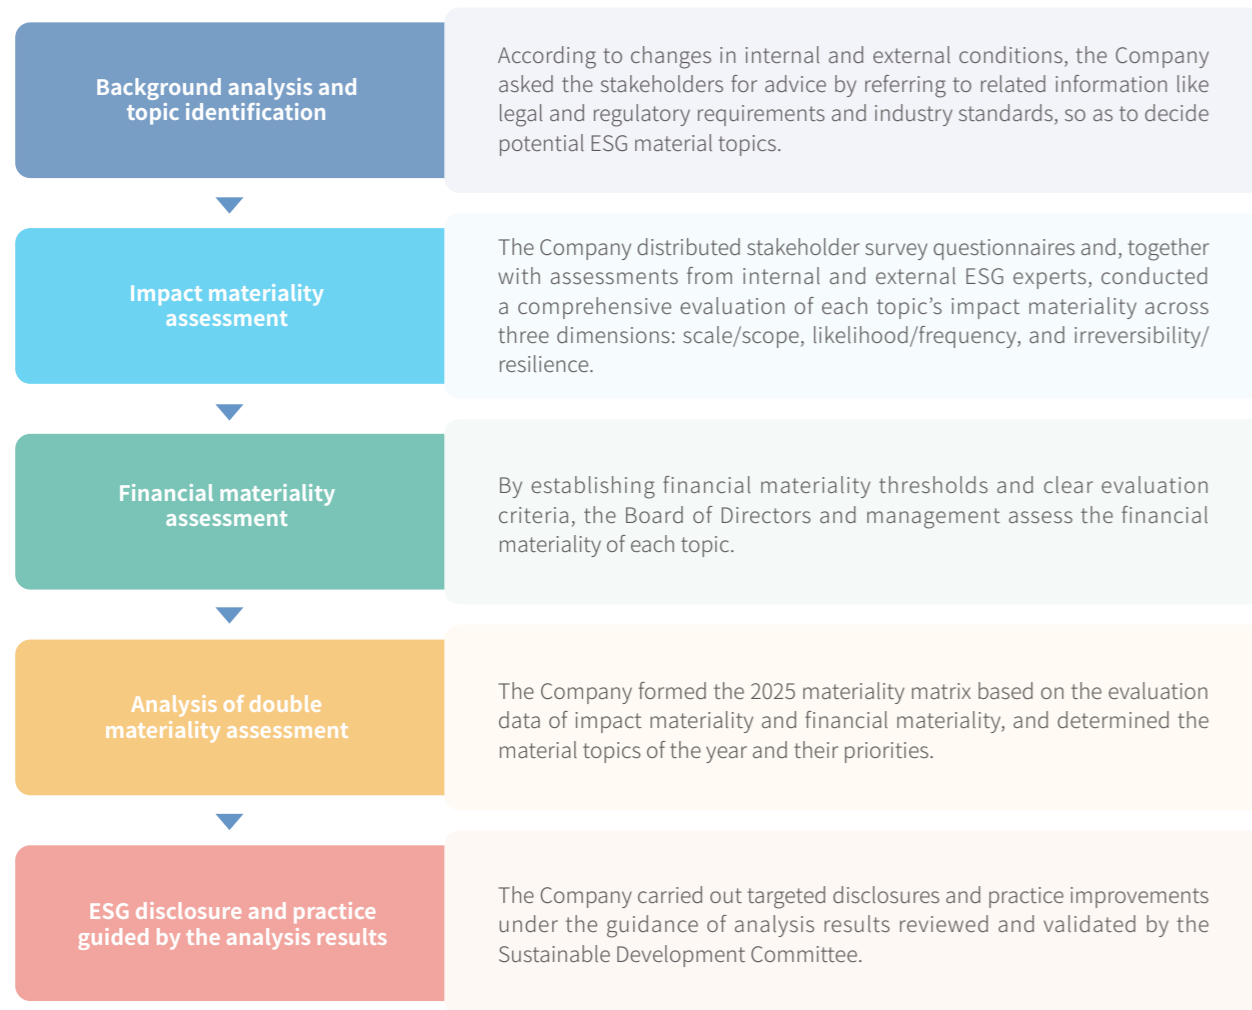 Background analysis and
topic identification
According to changes in internal and external conditions, the Company
asked the stakeholders for advice by referring to related information like
legal and regulatory requirements and industry standards, so as to decide
potential ESG material topics.
Impact materiality
assessment
The Company distributed stakeholder survey questionnaires and, together
with assessments from internal and external ESG experts, conducted
a comprehensive evaluation of each topic’s impact materiality across
three dimensions: scale/scope, likelihood/frequency, and irreversibility/
resilience.
Financial materiality
assessment
By establishing financial materiality thresholds and clear evaluation
criteria, the Board of Directors and management assess the financial
materiality of each topic.
Analysis of double
materiality assessment
The Company formed the 2025 materiality matrix based on the evaluation
data of impact materiality and financial materiality, and determined the
material topics of the year and their priorities.
ESG disclosure and practice
guided by the analysis results
The Company carried out targeted disclosures and practice improvements
under the guidance of analysis results reviewed and validated by the
Sustainable Development Committee.